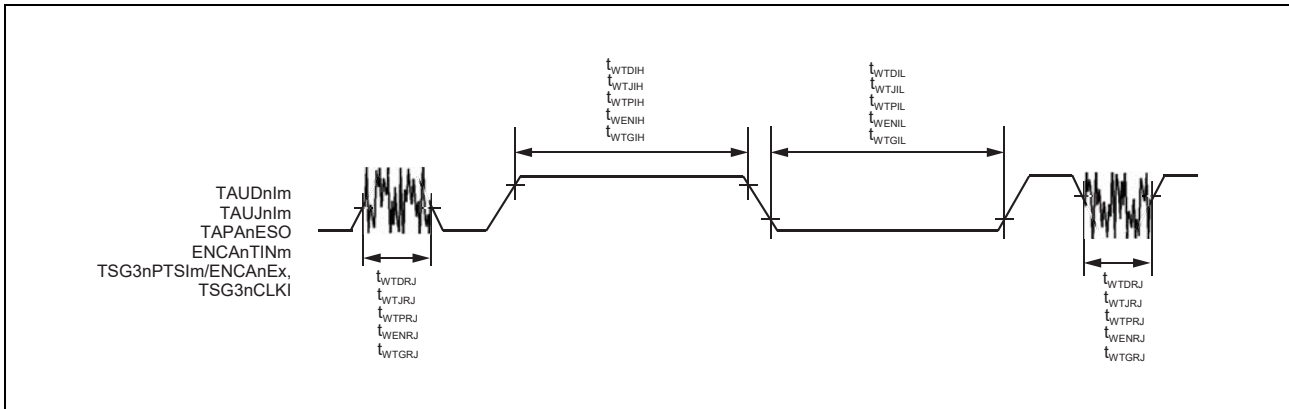 tWTDIH
tWTJIH
tWTPIH
tWENIH
tWTGIH
tWTDIL
tWTJIL
tWTPIL
tWENIL
tWTGIL
TAUDnIm
TAUJnIm
TAPAnESO
ENCAnTINm
TSG3nPTSIm/ENCAnEx,
TSG3nCLKI
tWTDRJ
tWTJRJ
tWTPRJ
tWENRJ
tWTGRJ
tWTDRJ
tWTJRJ
tWTPRJ
tWENRJ
tWTGRJ